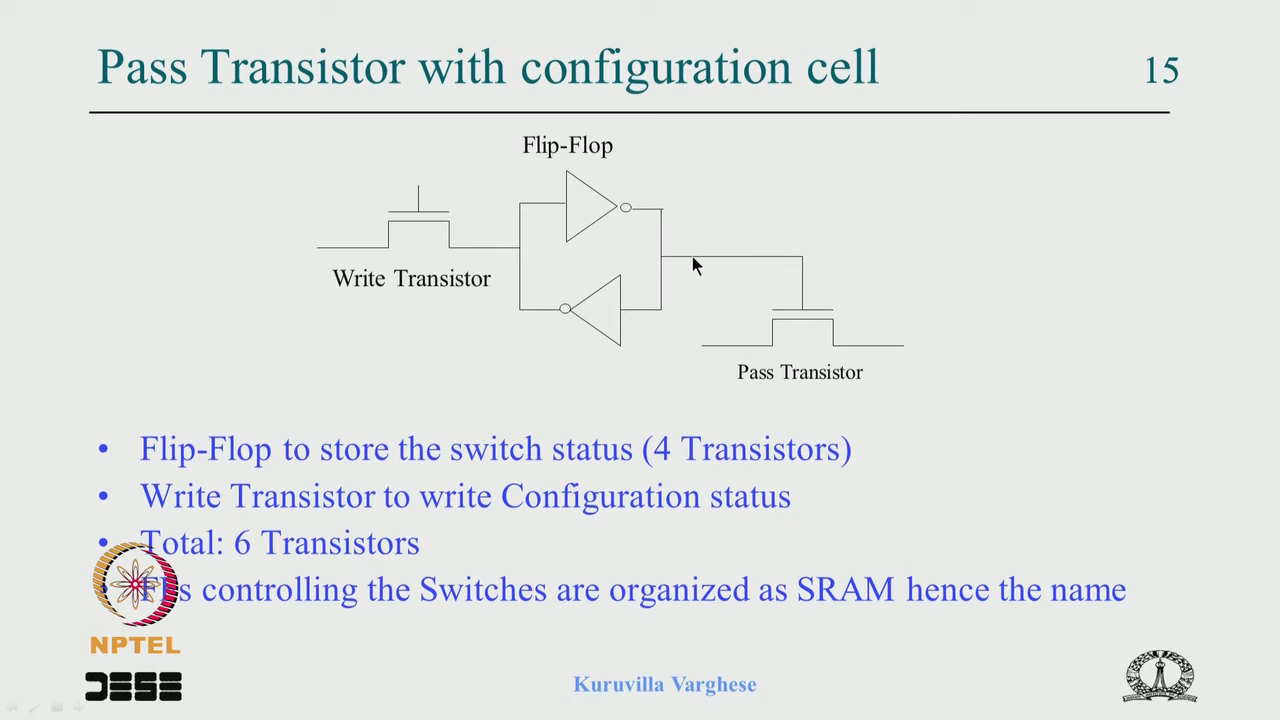 Pass Transistor with configuration cell
15
Flip-Flop
Write Transistor
Pass Transistor
• Flip-Flop to store the switch status (4 Transistors)
• Write Transistor to write Configuration status
• Total: 6 Transistors
FFs controlling the Switches are organized as SRAM hence the name
NPTEL
DESE
Kuruvilla Varghese